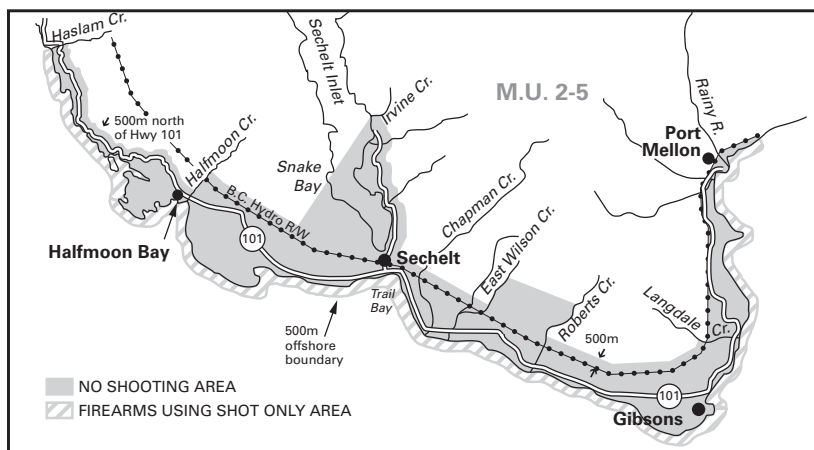 Haslam Cr.
Sechelt Inlet
Irvine Cr.
M.U. 2-5
Rainy R.
Port
Mellon
500m north
of Hwy 101
Halfmoon Cr.
Snake
Bay
B.C. Hydro R/W
Chapman Cr.
East Wilson Cr.
Halfmoon Bay
101
Sechelt
Trail
Bay
Roberts Cr.
Langdale
Cr.
500m
500m
offshore
boundary
101
Gibsons
NO SHOOTING AREA
FIREARMS USING SHOT ONLY AREA